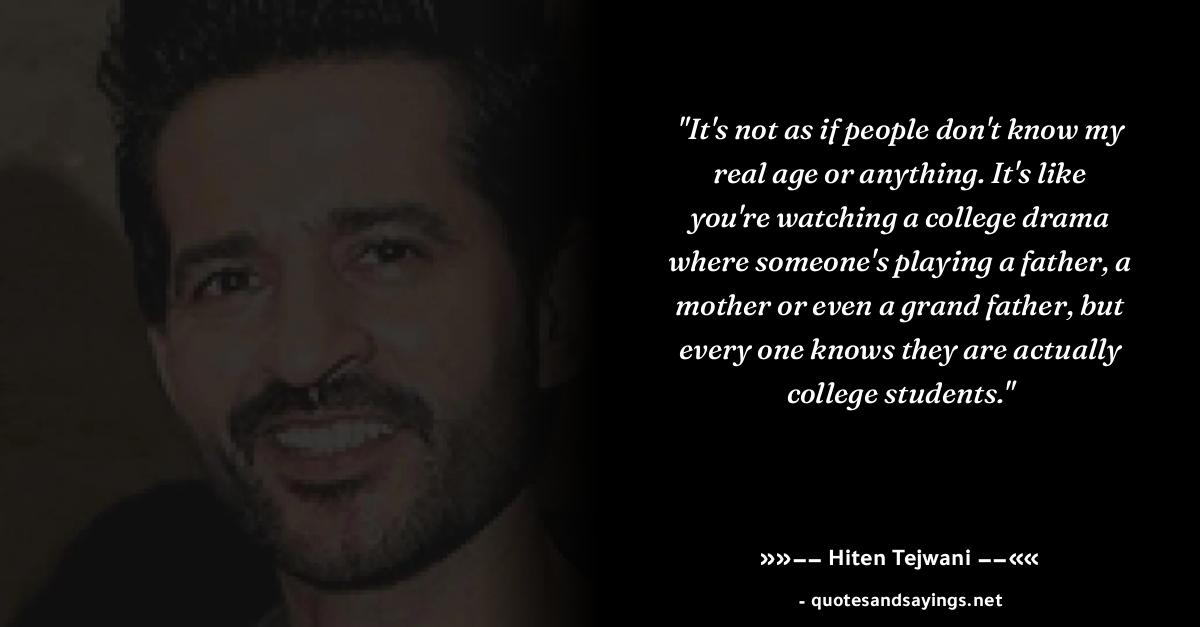 "It's not as if people don't know my
real age or anything. It's like
you're watching a college drama
where someone's playing a father, a
mother or even a grand father, but
every one knows they are actually
college students."
»»–– Hiten Tejwani ––««
- quotesandsayings.net